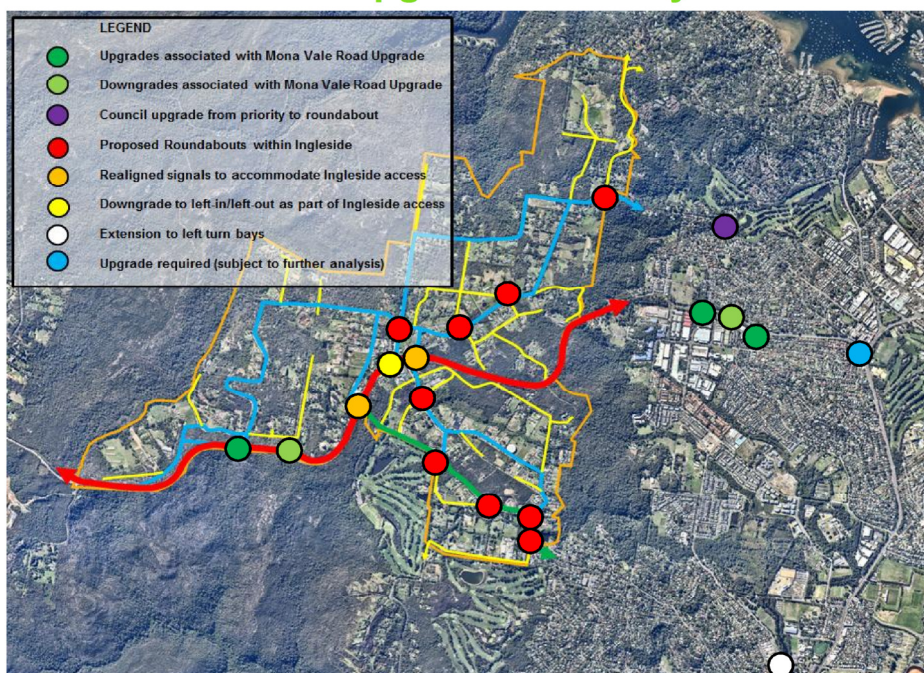 LEGEND
Upgrades associated with Mona Vale Road Upgrade
Downgrades associated with Mona Vale Road Upgrade
Council upgrade from priority to roundabout
Proposed Roundabouts within Ingleside
Realigned signals to accommodate Ingleside access
Downgrade to left-in/left-out as part of Ingleside access
Extension to left turn bays
Upgrade required (subject to further analysis)